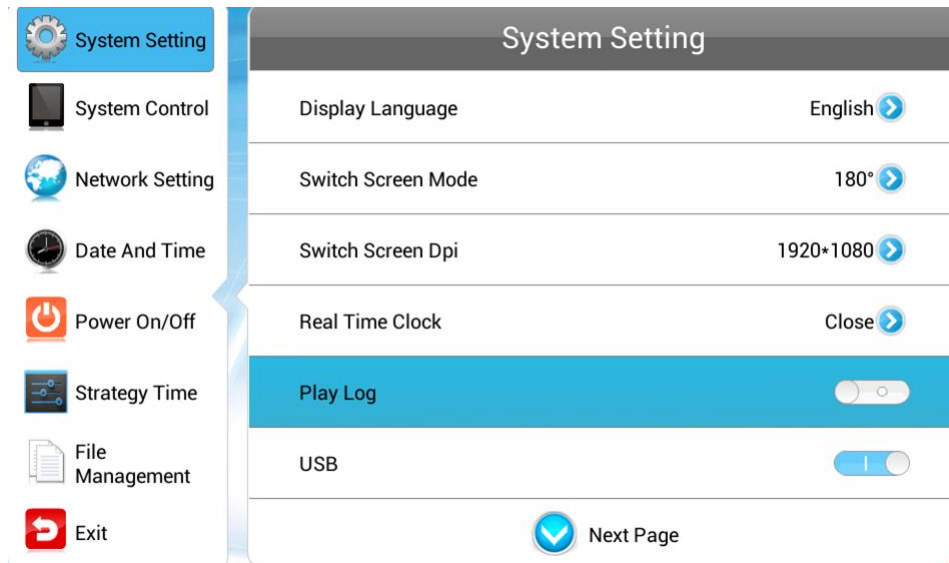 System Setting
System Control
Network Setting
Date And Time
Power On/Off
Strategy Time
File
Management
Exit
System Setting
Display Language English
Switch Screen Mode 180°
Switch Screen Dpi 1920*1080
Real Time Clock Close
Play Log
USB
Next Page